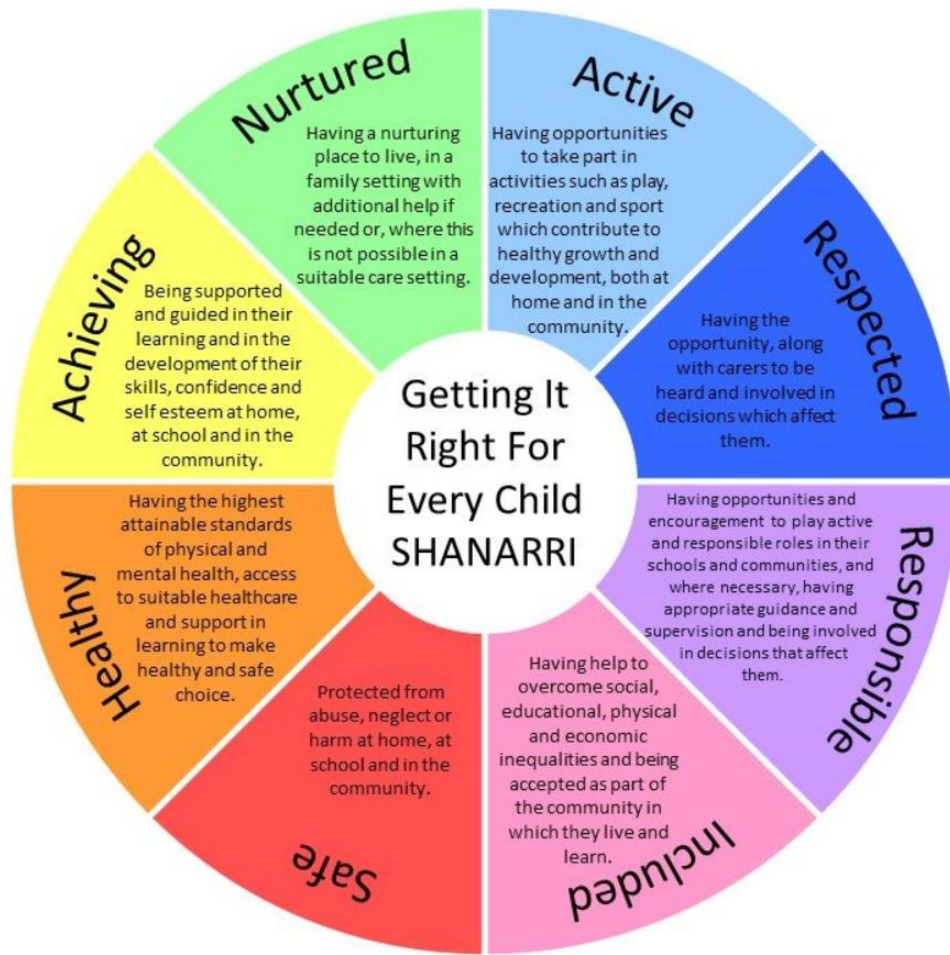 Getting It
Right For
Every Child
SHANARRI
Nurtured
Having a nurturing
place to live, in a
family setting with
additional help if
needed or, where this
is not possible in a
suitable care setting.
Active
Having opportunities
to take part in
activities such as play,
recreation and sport
which contribute to
healthy growth and
development, both at
home and in the
community.
Respected
Having the
opportunity, along
with carers to be
heard and involved in
decisions which affect
them.
Responsible
Having opportunities and
encouragement to play active
and responsible roles in their
schools and communities, and
where necessary, having
appropriate guidance and
supervision and being involved
in decisions that affect
them.
Included
Having help to
overcome social,
educational, physical
and economic
inequalities and being
accepted as part of
the community in
which they live and
learn.
Safe
Protected from
abuse, neglect or
harm at home, at
school and in the
community.
Healthy
Having the highest
attainable standards
of physical and
mental health, access
to suitable healthcare
and support in
learning to make
healthy and safe
choice.
Achieving
Being supported
and guided in their
learning and in the
development of their
skills, confidence and
self esteem at home,
at school and in the
community.